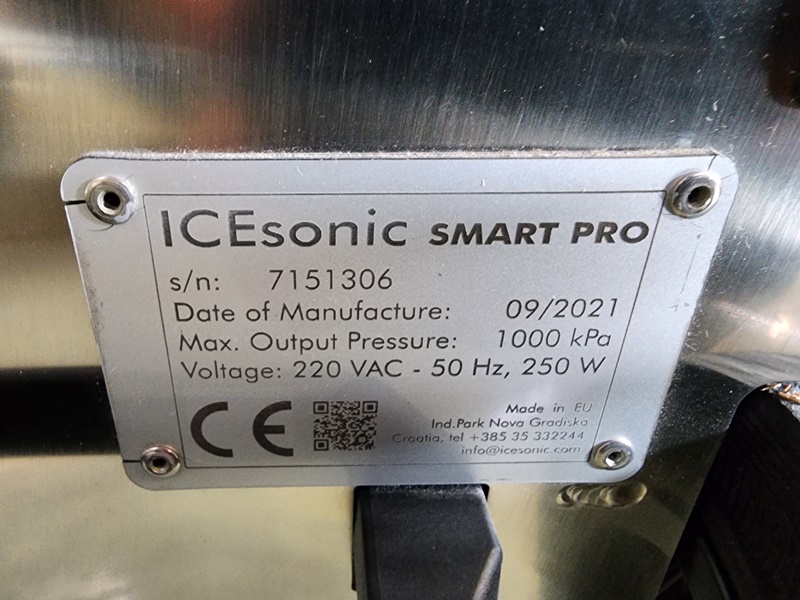 ICEsonic SMART PRO
s/n: 7151306
Date of Manufacture: 09/2021
Max. Output Pressure: 1000 kPa
Voltage: 220 VAC - 50 Hz, 250 W
CE
Made in EU
Ind.Park Nova Gradiska
Croatia, tel +385 35 332244
info@icesonic.com